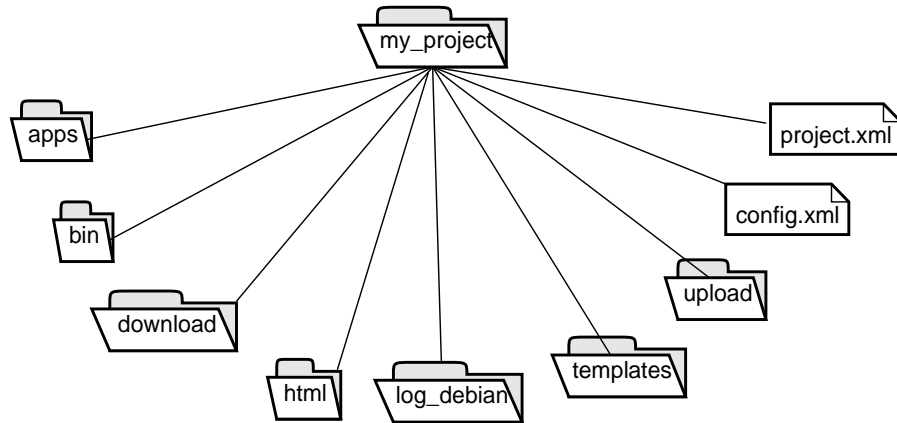 my_project
apps
project.xml
config.xml
bin
upload
download
templates
html
log_debian